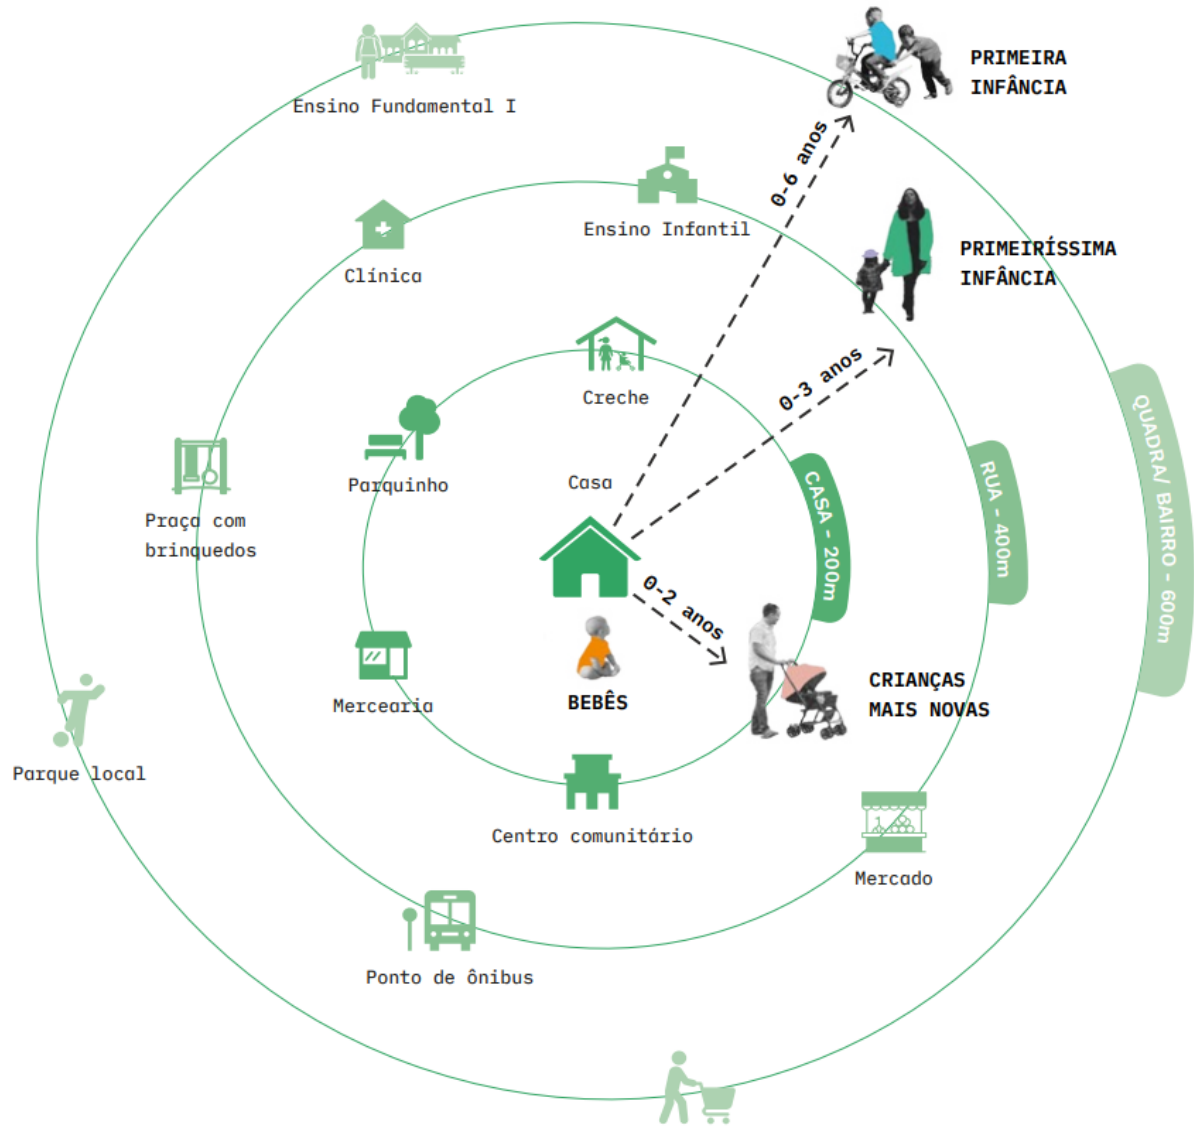 PRIMEIRA
INFÂNCIA
Ensino Fundamental I
0-6 anos
Ensino Infantil
PRIMEIRÍSSIMA
INFÂNCIA
Clínica
0-3 anos
Creche
QUADRA/ BAIRRO - 600m
RUA - 400m
CASA - 200m
Parquinho
Casa
Praça com
brinquedos
0-2 anos
CRIANÇAS
MAIS NOVAS
BEBÊS
Mercearia
Parque local
Centro comunitário
Mercado
Ponto de ônibus